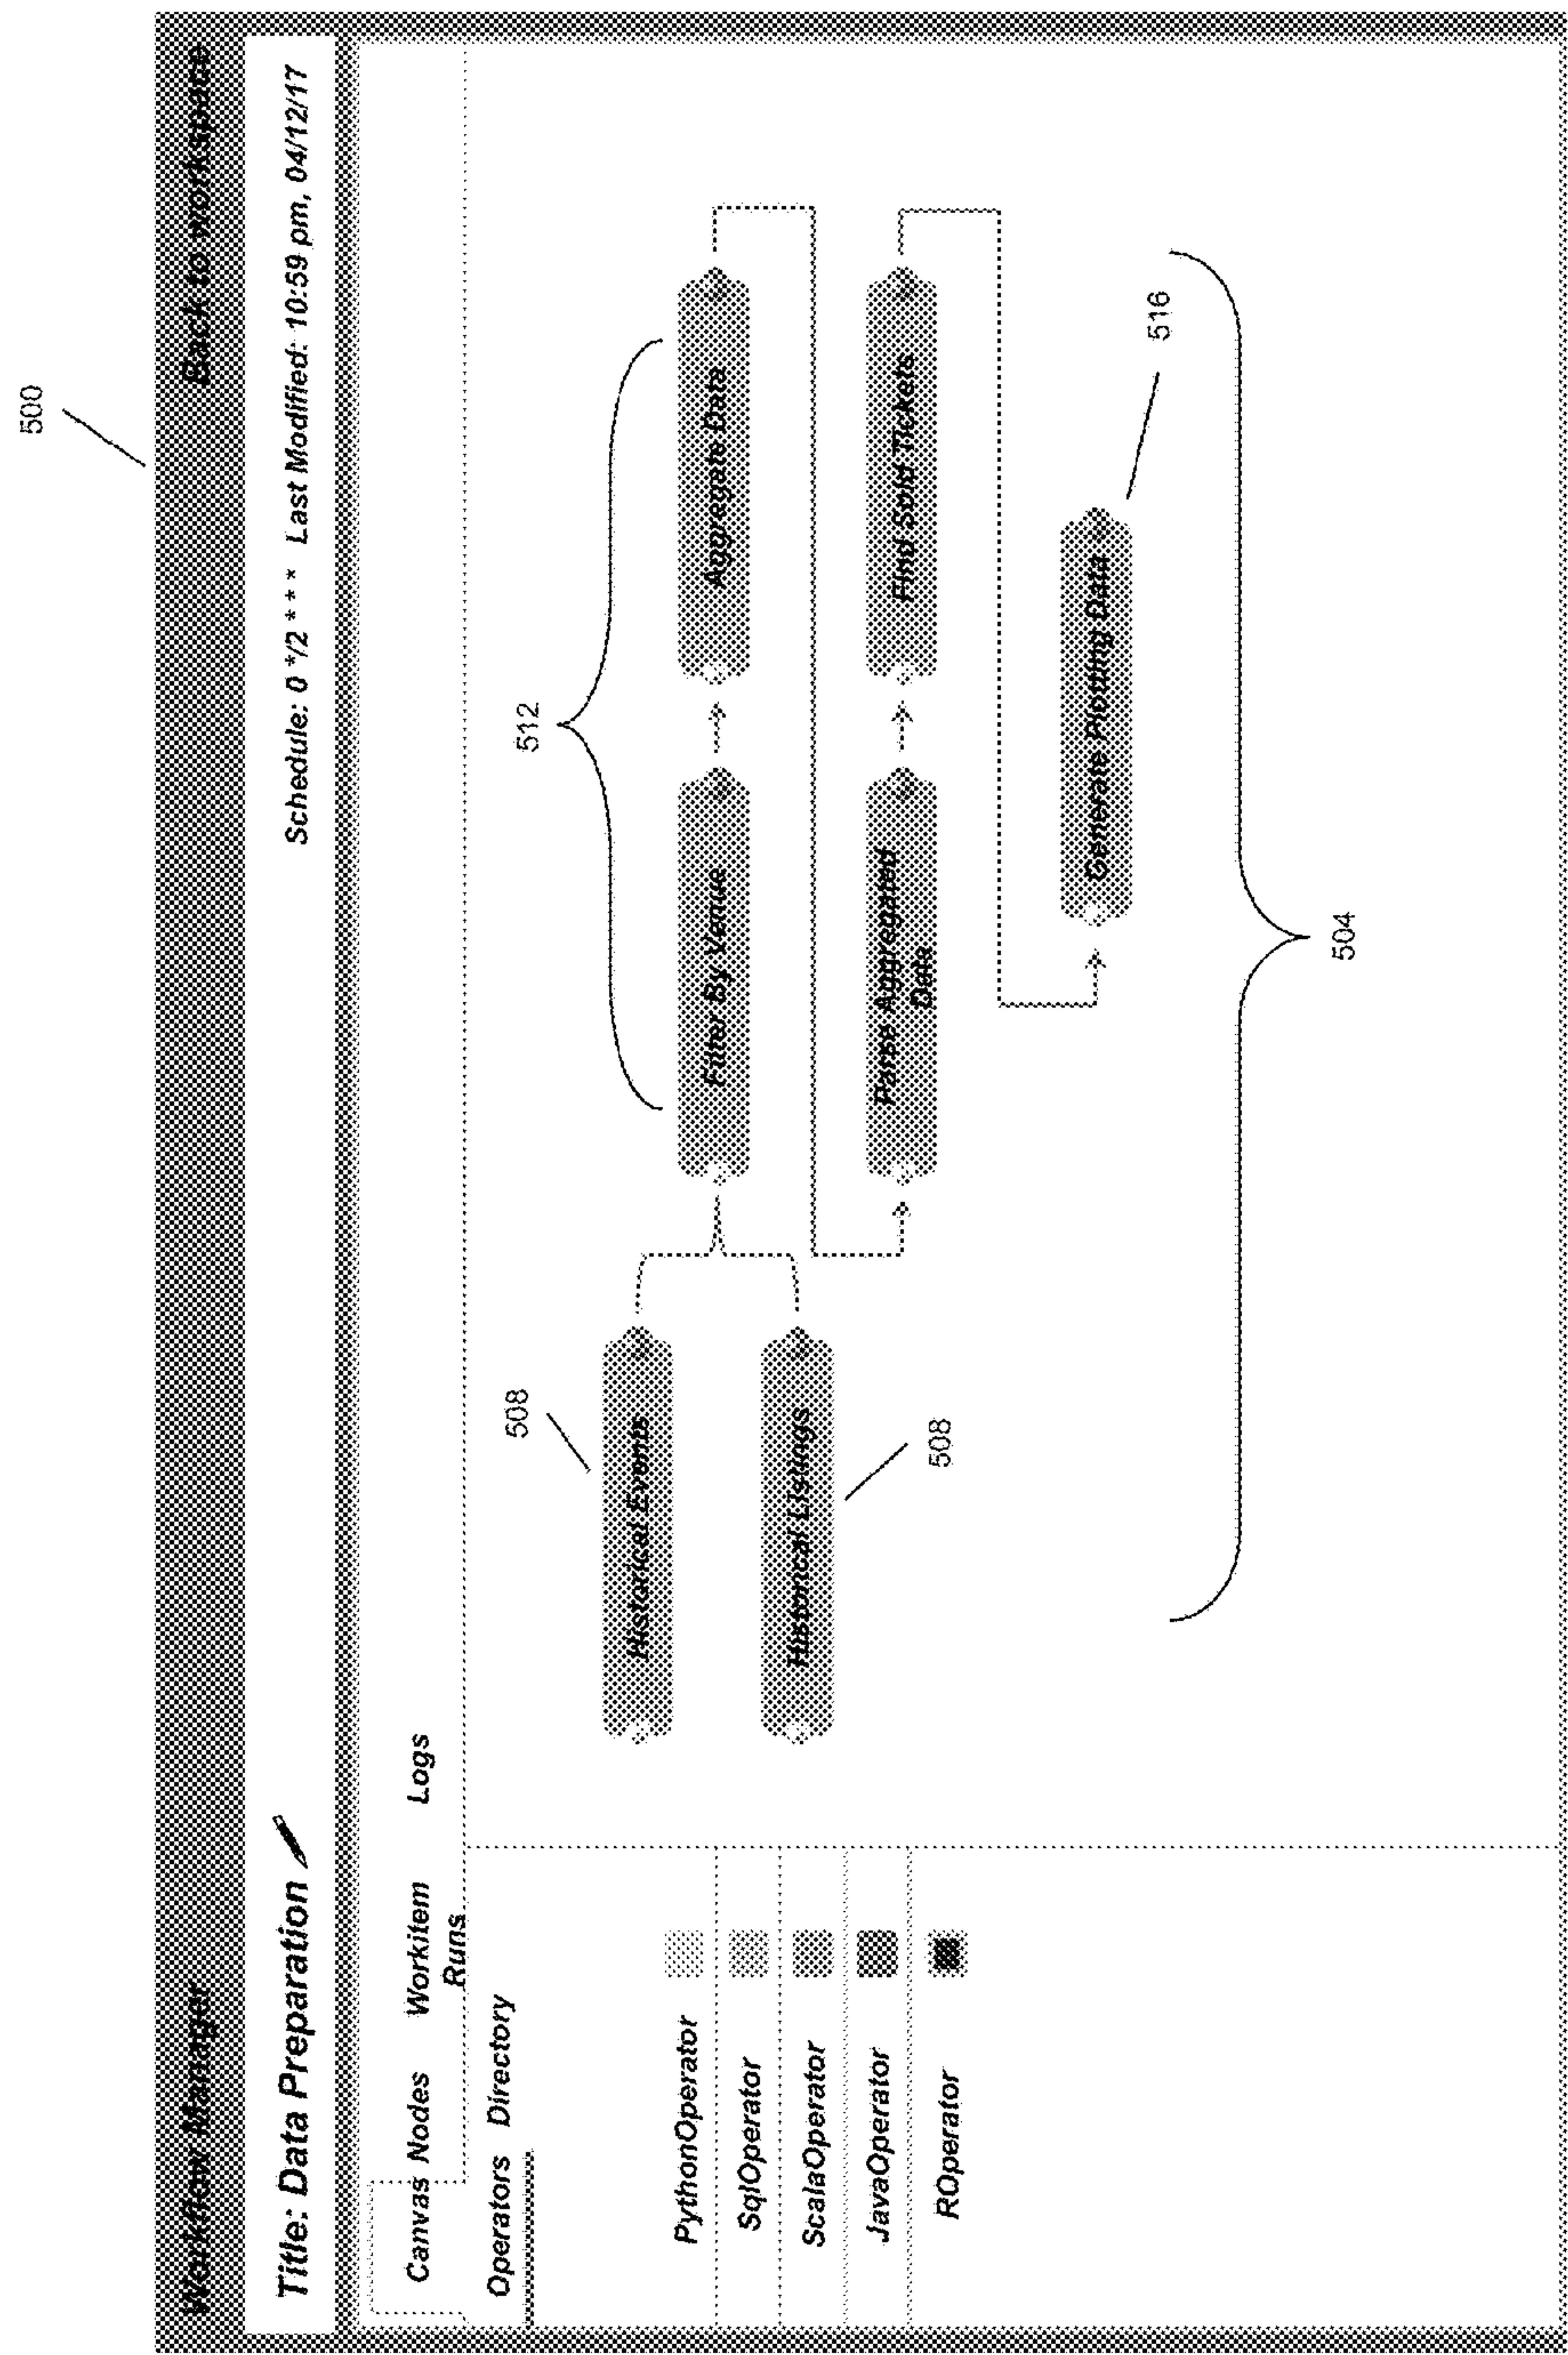 500
Workflow Manager Back to workspace
Title: Data Preparation Schedule: 0 */2 * * * Last Modified: 10:59 pm, 04/12/17
Canvas Nodes Workitem Runs Logs
Operators Directory
PythonOperator
SqlOperator
ScalaOperator
JavaOperator
ROperator
508
Historical Events
Historical Listings
508
512
Filter By Venue
Aggregate Data
Parse Aggregated
Data
Find Sold Tickets
Generate Plotting Data
516
504